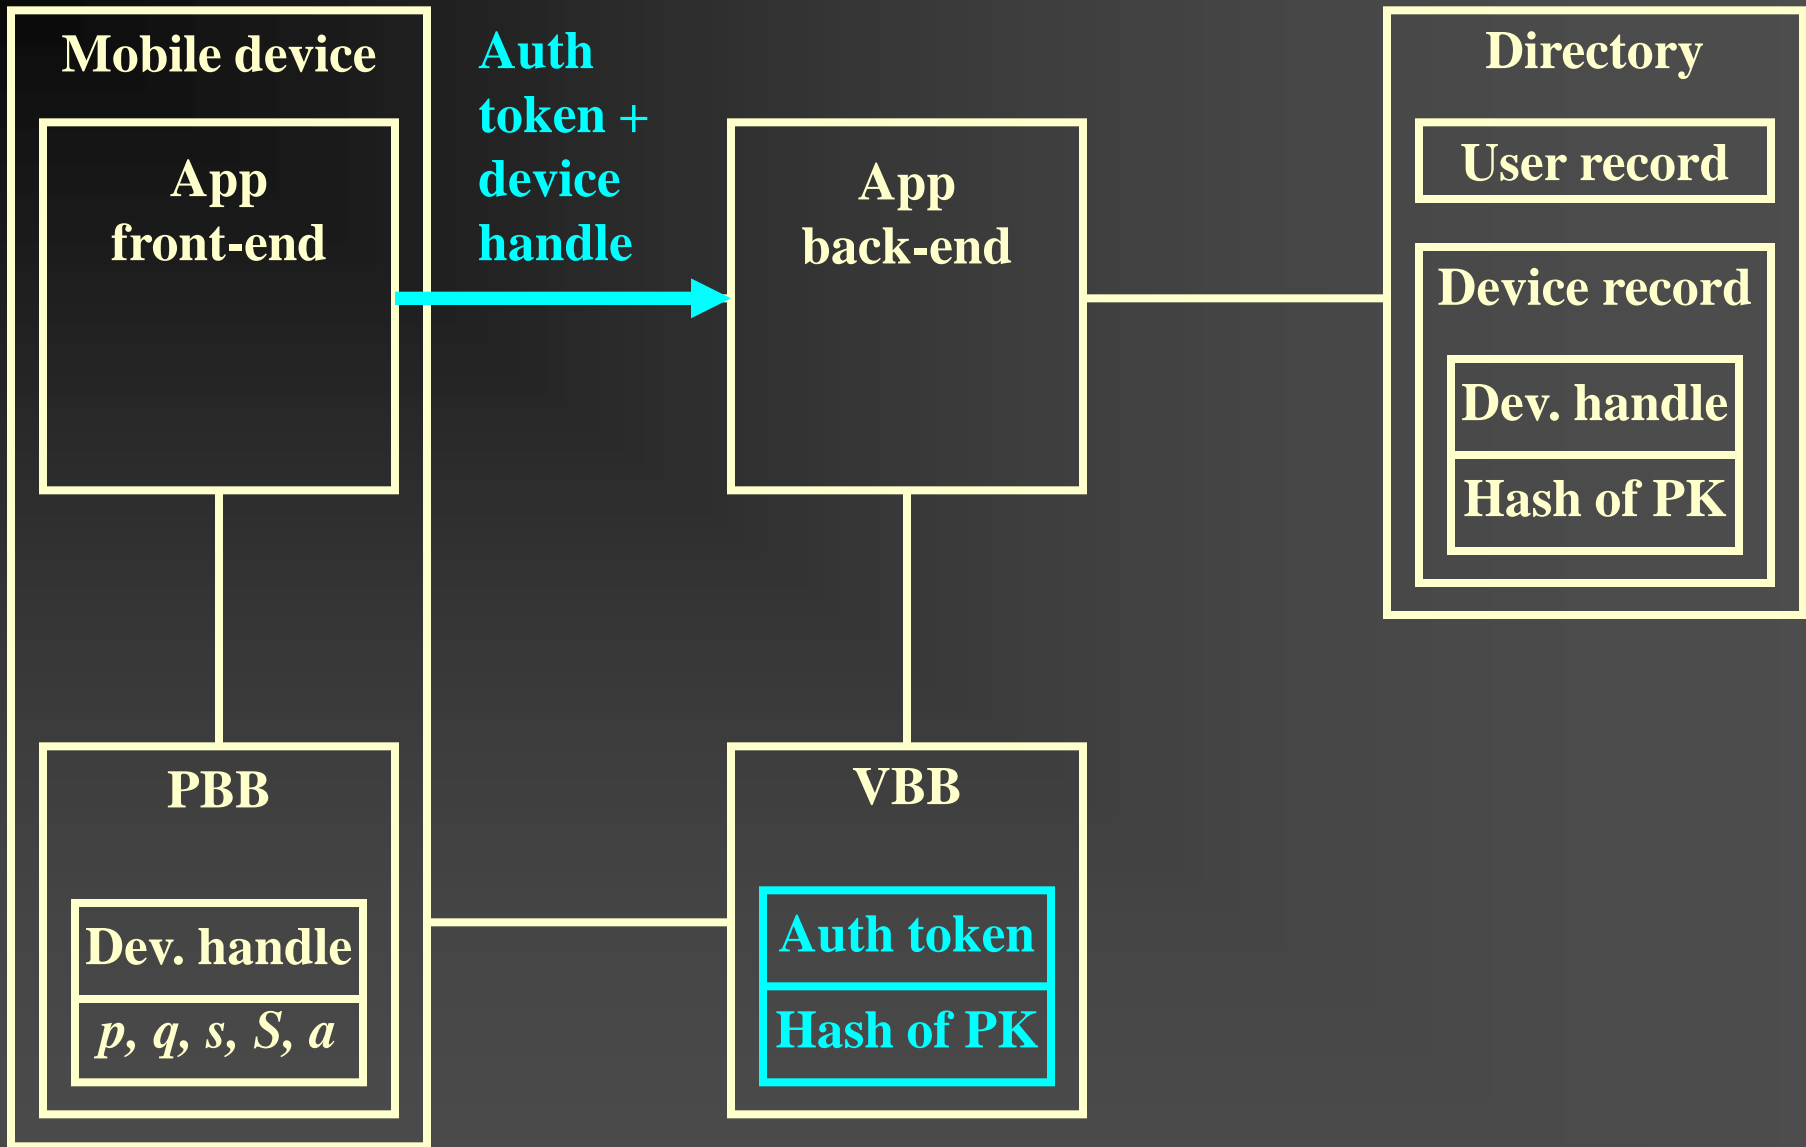 Mobile device
App
front-end
PBB
Dev. handle
p, q, s, S, a
Auth
token +
device
handle
App
back-end
VBB
Auth token
Hash of PK
Directory
User record
Device record
Dev. handle
Hash of PK